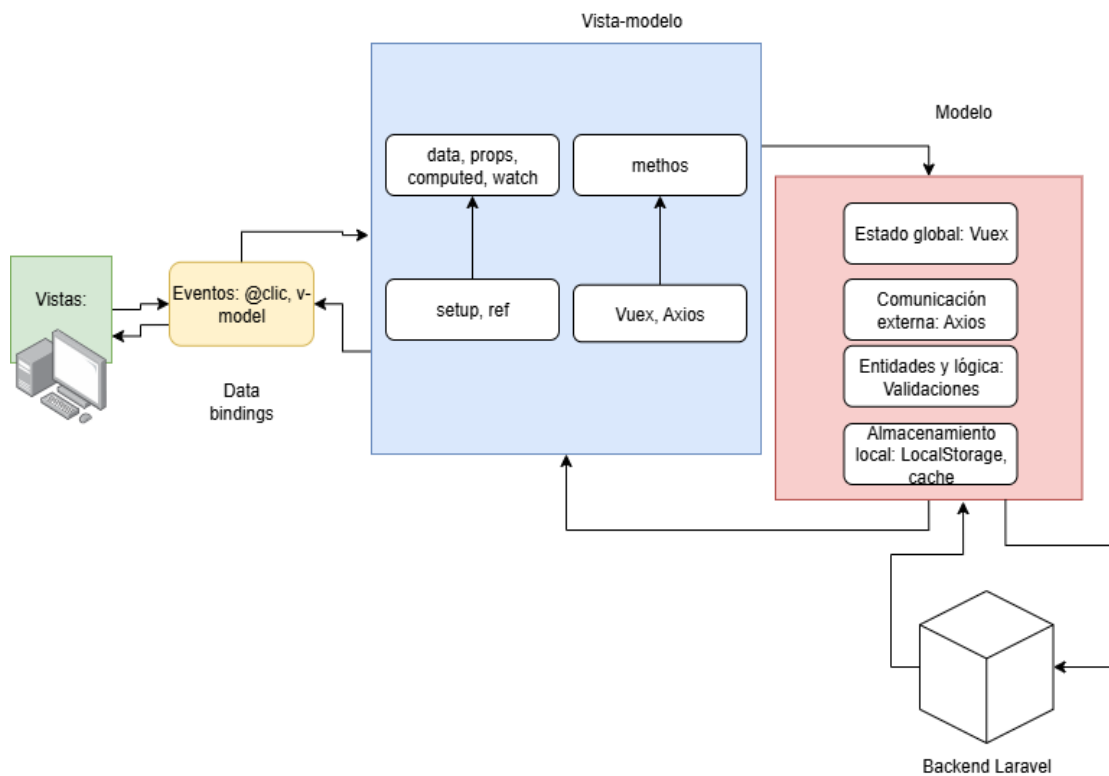 Vista-modelo
Modelo
data, props,
computed, watch
methos
setup, ref
Vuex, Axios
Vistas:
Eventos: @clic, v-
model
Data
bindings
Estado global: Vuex
Comunicación
externa: Axios
Entidades y lógica:
Validaciones
Almacenamiento
local: LocalStorage,
cache
Backend Laravel